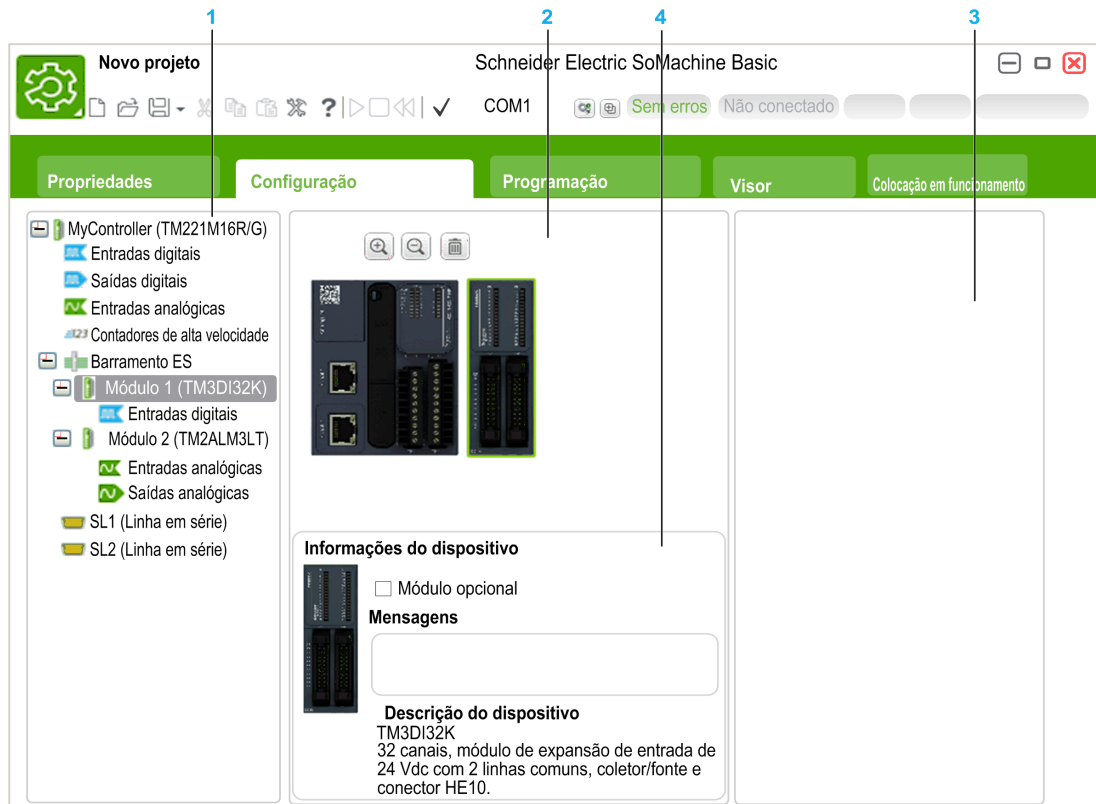 1
2
4
3
Novo projeto
Schneider Electric SoMachine Basic
COM1
Sem erros
Não conectado
Propriedades
Configuração
Programação
Visor
Colocação em funcionamento
MyController (TM221M16R/G)
Entradas digitais
Saídas digitais
Entradas analógicas
123 Contadores de alta velocidade
Barramento ES
Módulo 1 (TM3DI32K)
Entradas digitais
Módulo 2 (TM2ALM3LT)
Entradas analógicas
Saídas analógicas
SL1 (Linha em série)
SL2 (Linha em série)
Informações do dispositivo
Módulo opcional
Mensagens
Descrição do dispositivo
TM3DI32K
32 canais, módulo de expansão de entrada de
24 Vdc com 2 linhas comuns, coletor/fonte e
conector HE10.